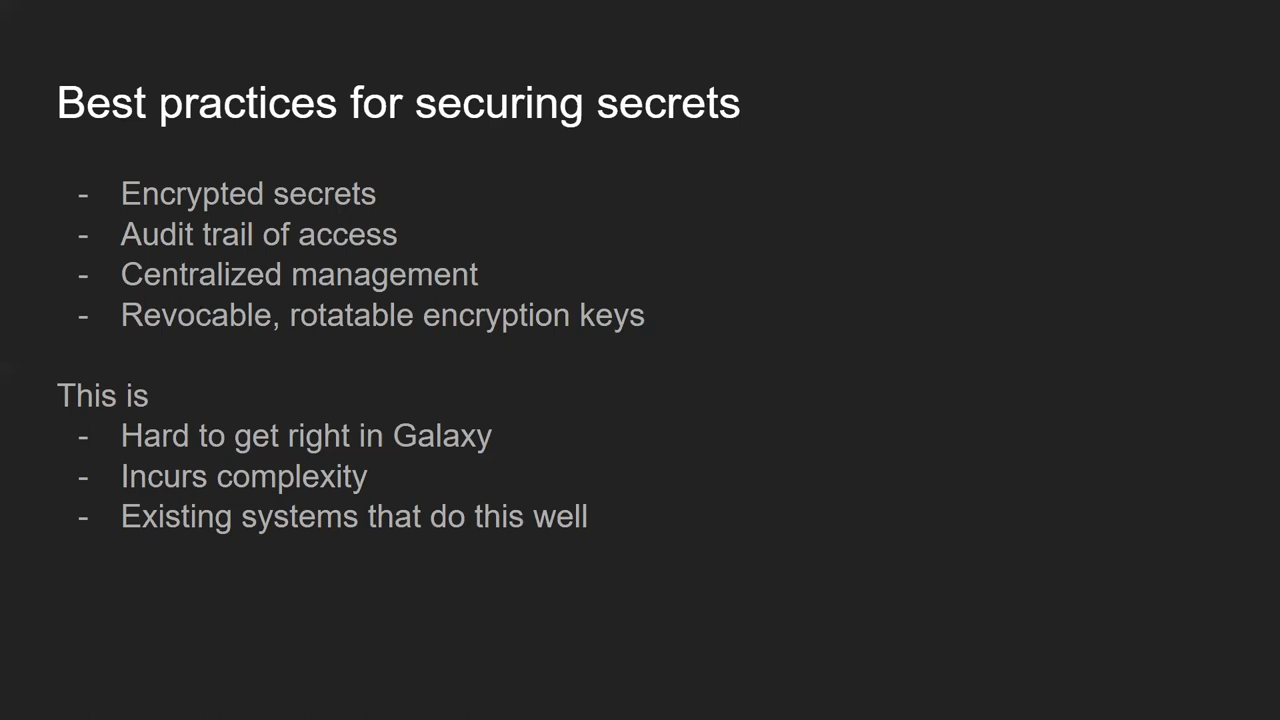 Best practices for securing secrets
- Encrypted secrets
- Audit trail of access
- Centralized management
- Revocable, rotatable encryption keys
This is
- Hard to get right in Galaxy
- Incurs complexity
- Existing systems that do this well